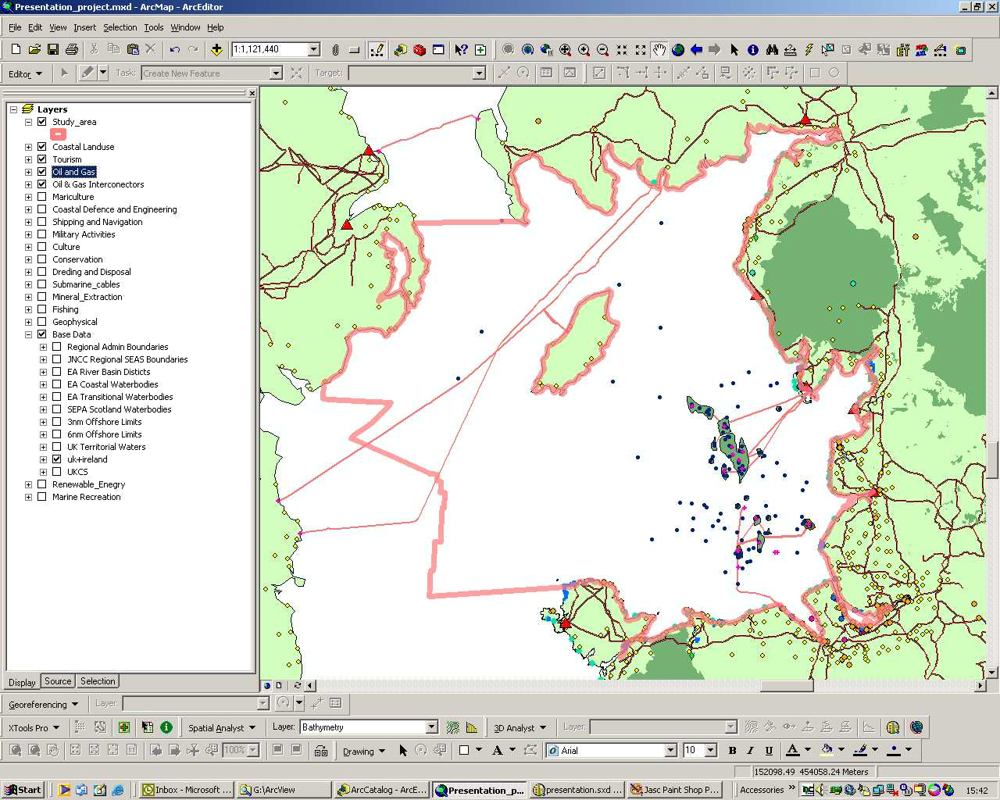 Presentation_project.mxd - ArcMap - ArcEditor
File Edit View Insert Selection Tools Window Help
1:1,121,440
Editor Task: Create New Feature Target:
Layers
Study_area
Coastal Landuse
Tourism
Oil and Gas
Oil & Gas Interconectors
Mariculture
Coastal Defence and Engineering
Shipping and Navigation
Military Activities
Culture
Conservation
Dreding and Disposal
Submarine_cables
Mineral_Extraction
Fishing
Geophysical
Base Data
Regional Admin Boundaries
JNCC Regional SEAS Boundaries
EA River Basin Disticts
EA Coastal Waterbodies
EA Transitional Waterbodies
SEPA Scotland Waterbodies
3nm Offshore Limits
6nm Offshore Limits
UK Territorial Waters
uk+ireland
UKCS
Renewable_Enegry
Marine Recreation
Display Source Selection
Georeferencing Layer:
XTools Pro Spatial Analyst Layer: Bathymetry 3D Analyst Layer:
100% Drawing A Arial 10 B I U A
152098.49 454058.24 Meters
Start Inbox - Microsoft ... G:\ArcView ArcCatalog - ArcE... Presentation_p... presentation.sxd ... Jasc Paint Shop P... Accessories » 15:42